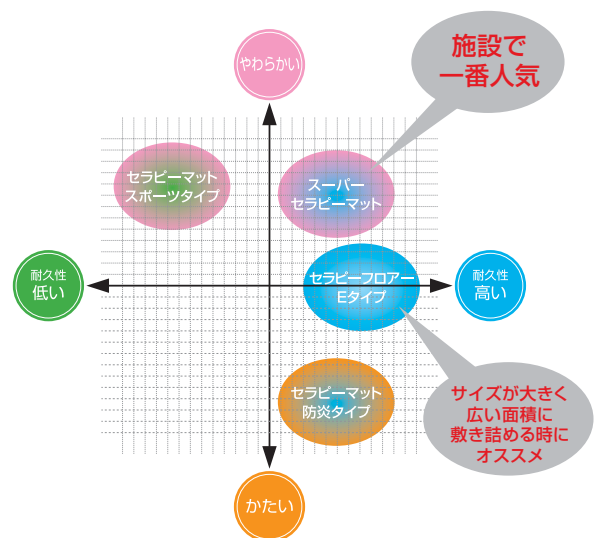 やわらかい
施設で
一番人気
セラピーマット
スポーツタイプ
スーパー
セラピーマット
耐久性
低い
セラピーフロアー
Eタイプ
耐久性
高い
セラピーマット
防炎タイプ
サイズが大きく
広い面積に
敷き詰める時に
オススメ
かたい